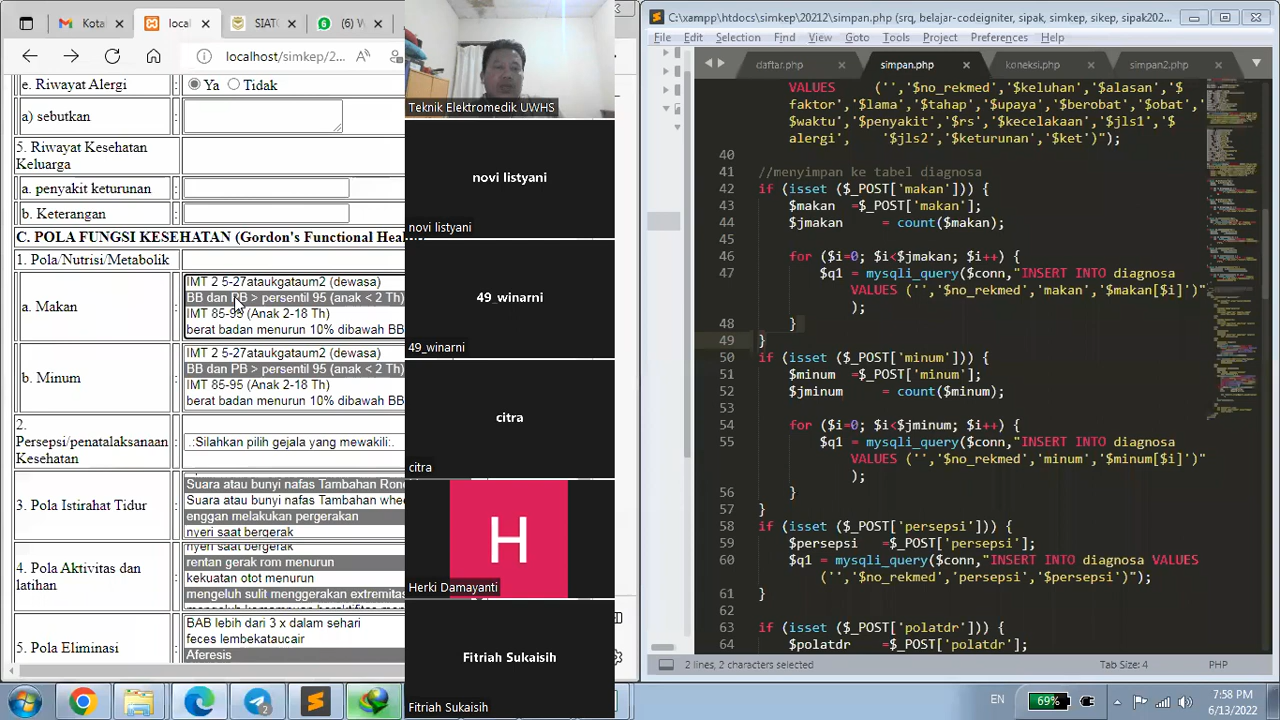 Kota
local
SIATC
(6) V
localhost/simkep/2...
e. Riwayat Alergi
Ya
Tidak
a) sebutkan
:
5. Riwayat Kesehatan
Keluarga
:
a. penyakit keturunan
:
b. Keterangan
:
C. POLA FUNGSI KESEHATAN (Gordon's Functional Heal
1. Pola/Nutrisi/Metabolik
:
a. Makan
:
IMT 2 5-27ataukgataum2 (dewasa)
BB dan PB > persentil 95 (anak < 2 Th)
IMT 85-95 (Anak 2-18 Th)
berat badan menurun 10% dibawah BB
b. Minum
:
IMT 2 5-27ataukgataum2 (dewasa)
BB dan PB > persentil 95 (anak < 2 Th)
IMT 85-95 (Anak 2-18 Th)
berat badan menurun 10% dibawah BB
2.
Persepsi/penatalaksanaan
Kesehatan
:
.:Silahkan pilih gejala yang mewakili:.
3. Pola Istirahat Tidur
:
Suara atau bunyi nafas Tambahan Ron
Suara atau bunyi nafas Tambahan whee
enggan melakukan pergerakan
nyeri saat bergerak
4. Pola Aktivitas dan
latihan
:
nyeri saat bergerak
rentan gerak rom menurun
kekuatan otot menurun
mengeluh sulit menggerakan extremitas
5. Pola Eliminasi
:
BAB lebih dari 3 x dalam sehari
feces lembekataucair
Aferesis
Teknik Elektromedik UWHS
novi listyani
novi listyani
49_winarni
49_winarni
citra
citra
H
Herki Damayanti
Fitriah Sukaisih
Fitriah Sukaisih
C:\xampp\htdocs\simkep\20212\simpan.php (srq, belajar-codeigniter, sipak, simkep, sikep, sipak202...
File Edit Selection Find View Goto Tools Project Preferences Help
daftar.php
simpan.php
koneksi.php
simpan2.php
VALUES ('','$no_rekmed','$keluhan','$alasan','$
faktor','$lama','$tahap','$upaya','$berobat','$obat',
'$waktu','$penyakit','$rs','$kecelakaan','$jls1','$
alergi', '$jls2','$keturunan','$ket')");
40
41 //menyimpan ke tabel diagnosa
42 if (isset ($_POST['makan'])) {
43 $makan =$_POST['makan'];
44 $jmakan = count($makan);
45
46 for ($i=0; $i<$jmakan; $i++) {
47 $q1 = mysqli_query($conn,"INSERT INTO diagnosa
VALUES ('','$no_rekmed','makan','$makan[$i]')"
);
48 }
49 }
50 if (isset ($_POST['minum'])) {
51 $minum =$_POST['minum'];
52 $jminum = count($minum);
53
54 for ($i=0; $i<$jminum; $i++) {
55 $q1 = mysqli_query($conn,"INSERT INTO diagnosa
VALUES ('','$no_rekmed','minum','$minum[$i]')"
);
56 }
57 }
58 if (isset ($_POST['persepsi'])) {
59 $persepsi =$_POST['persepsi'];
60 $q1 = mysqli_query($conn,"INSERT INTO diagnosa VALUES
('','$no_rekmed','persepsi','$persepsi')");
61 }
62
63 if (isset ($_POST['polatdr'])) {
64 $polatdr =$_POST['polatdr'];
2 lines, 2 characters selected
Tab Size: 4
PHP
EN
69%
7:58 PM
6/13/2022